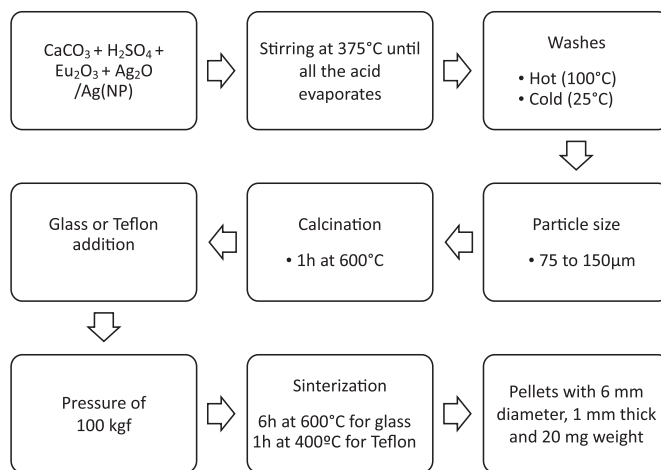 CaCO₃ + H₂SO₄ +
Eu₂O₃ + Ag₂O
/Ag(NP)
Stirring at 375°C until
all the acid
evaporates
Washes
• Hot (100°C)
• Cold (25°C)
Glass or Teflon
addition
Calcination
• 1h at 600°C
Particle size
• 75 to 150μm
Pressure of
100 kgf
Sinterization
6h at 600°C for glass
1h at 400ºC for Teflon
Pellets with 6 mm
diameter, 1 mm thick
and 20 mg weight